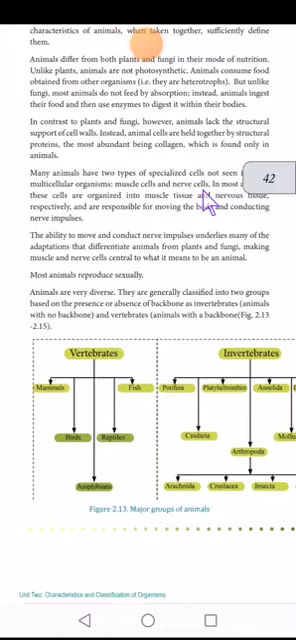 characteristics of animals, when taken together, sufficiently define
them.
Animals differ from both plants and fungi in their mode of nutrition.
Unlike plants, animals are not photosynthetic. Animals consume food
obtained from other organisms (i.e. they are heterotrophs). But unlike
fungi, most animals do not feed by absorption; instead, animals ingest
their food and then use enzymes to digest it within their bodies.
In contrast to plants and fungi, however, animals lack the structural
support of cell walls. Instead, animal cells are held together by structural
proteins, the most abundant being collagen, which is found only in
animals.
Many animals have two types of specialized cells not seen
42
multicellular organisms: muscle cells and nerve cells. In most
these cells are organized into muscle tissue and nervous tissue,
respectively, and are responsible for moving the body and conducting
nerve impulses.
The ability to move and conduct nerve impulses underlies many of the
adaptations that differentiate animals from plants and fungi, making
muscle and nerve cells central to what it means to be an animal.
Most animals reproduce sexually.
Animals are very diverse. They are generally classified into two groups
based on the presence or absence of backbone as invertebrates (animals
with no backbone) and vertebrates (animals with a backbone(Fig. 2.13
-2.15).
Vertebrates Invertebrates
Mammals Fish Porifera Platyhelminthes Annelida
Birds Reptiles Cnidaria Mollu
Arthropoda
Amphibians Arachnida Crustacea Insecta
Figure 2.13. Major groups of animals
Unit Two: Characteristics and Classification of Organisms